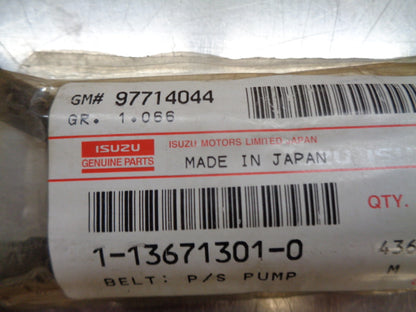 GM# 97714044
GR. 1.066
ISUZU
GENUINE PARTS
ISUZU MOTORS LIMITED JAPAN
MADE IN JAPAN
QTY.
1-13671301-0
436
BELT: P/S PUMP
M